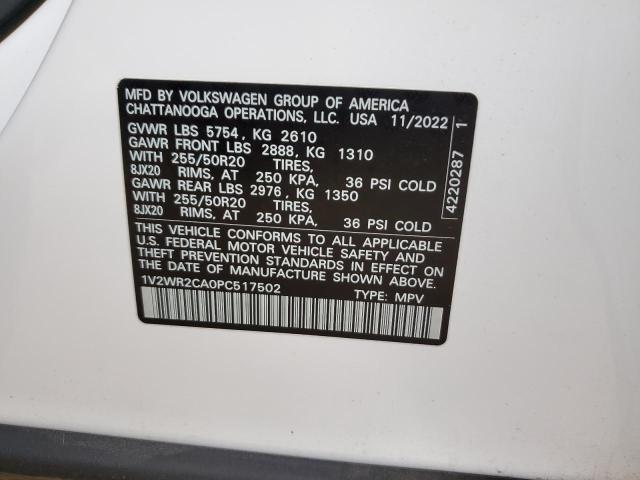 MFD BY VOLKSWAGEN GROUP OF AMERICA
CHATTANOOGA OPERATIONS, LLC. USA 11/2022
GVWR LBS 5754, KG 2610
GAWR FRONT LBS 2888, KG 1310
WITH 255/50R20 TIRES,
8JX20 RIMS, AT 250 KPA, 36 PSI COLD
GAWR REAR LBS 2976, KG 1350
WITH 255/50R20 TIRES,
8JX20 RIMS, AT 250 KPA, 36 PSI COLD
THIS VEHICLE CONFORMS TO ALL APPLICABLE
U.S. FEDERAL MOTOR VEHICLE SAFETY AND
THEFT PREVENTION STANDARDS IN EFFECT ON
THE DATE OF MANUFACTURE SHOWN ABOVE.
1V2WR2CA0PC517502 TYPE: MPV
4220287 1